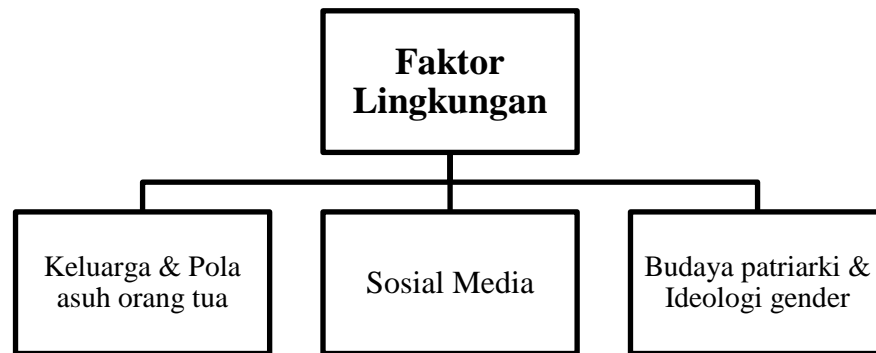 Faktor
Lingkungan
Keluarga & Pola
asuh orang tua
Sosial Media
Budaya patriarki &
Ideologi gender